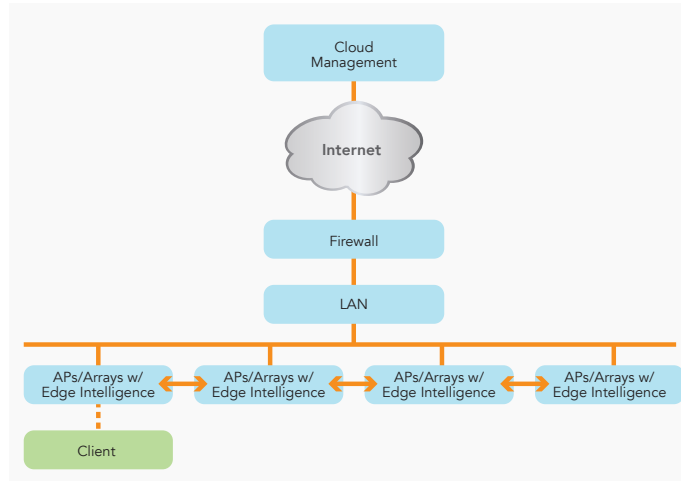 Cloud
Management
Internet
Firewall
LAN
APs/Arrays w/
Edge Intelligence
APs/Arrays w/
Edge Intelligence
APs/Arrays w/
Edge Intelligence
APs/Arrays w/
Edge Intelligence
Client